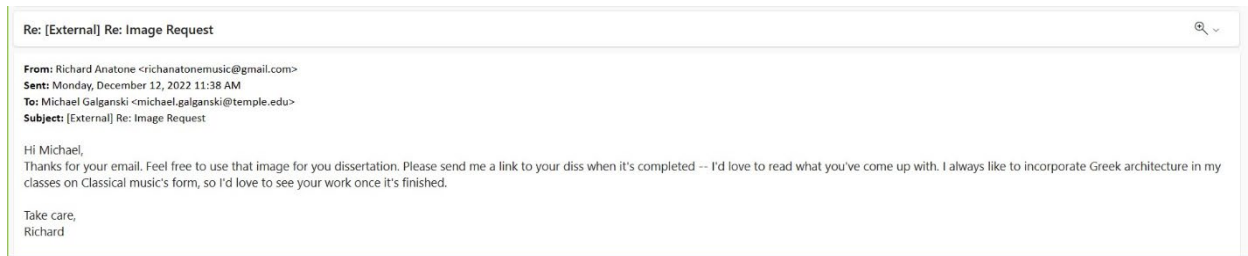 Re: [External] Re: Image Request
From: Richard Anatone <richanatonemusic@gmail.com>
Sent: Monday, December 12, 2022 11:38 AM
To: Michael Galganski <michael.galganski@temple.edu>
Subject: [External] Re: Image Request
Hi Michael,
Thanks for your email. Feel free to use that image for you dissertation. Please send me a link to your diss when it's completed -- I'd love to read what you've come up with. I always like to incorporate Greek architecture in my
classes on Classical music's form, so I'd love to see your work once it's finished.
Take care,
Richard